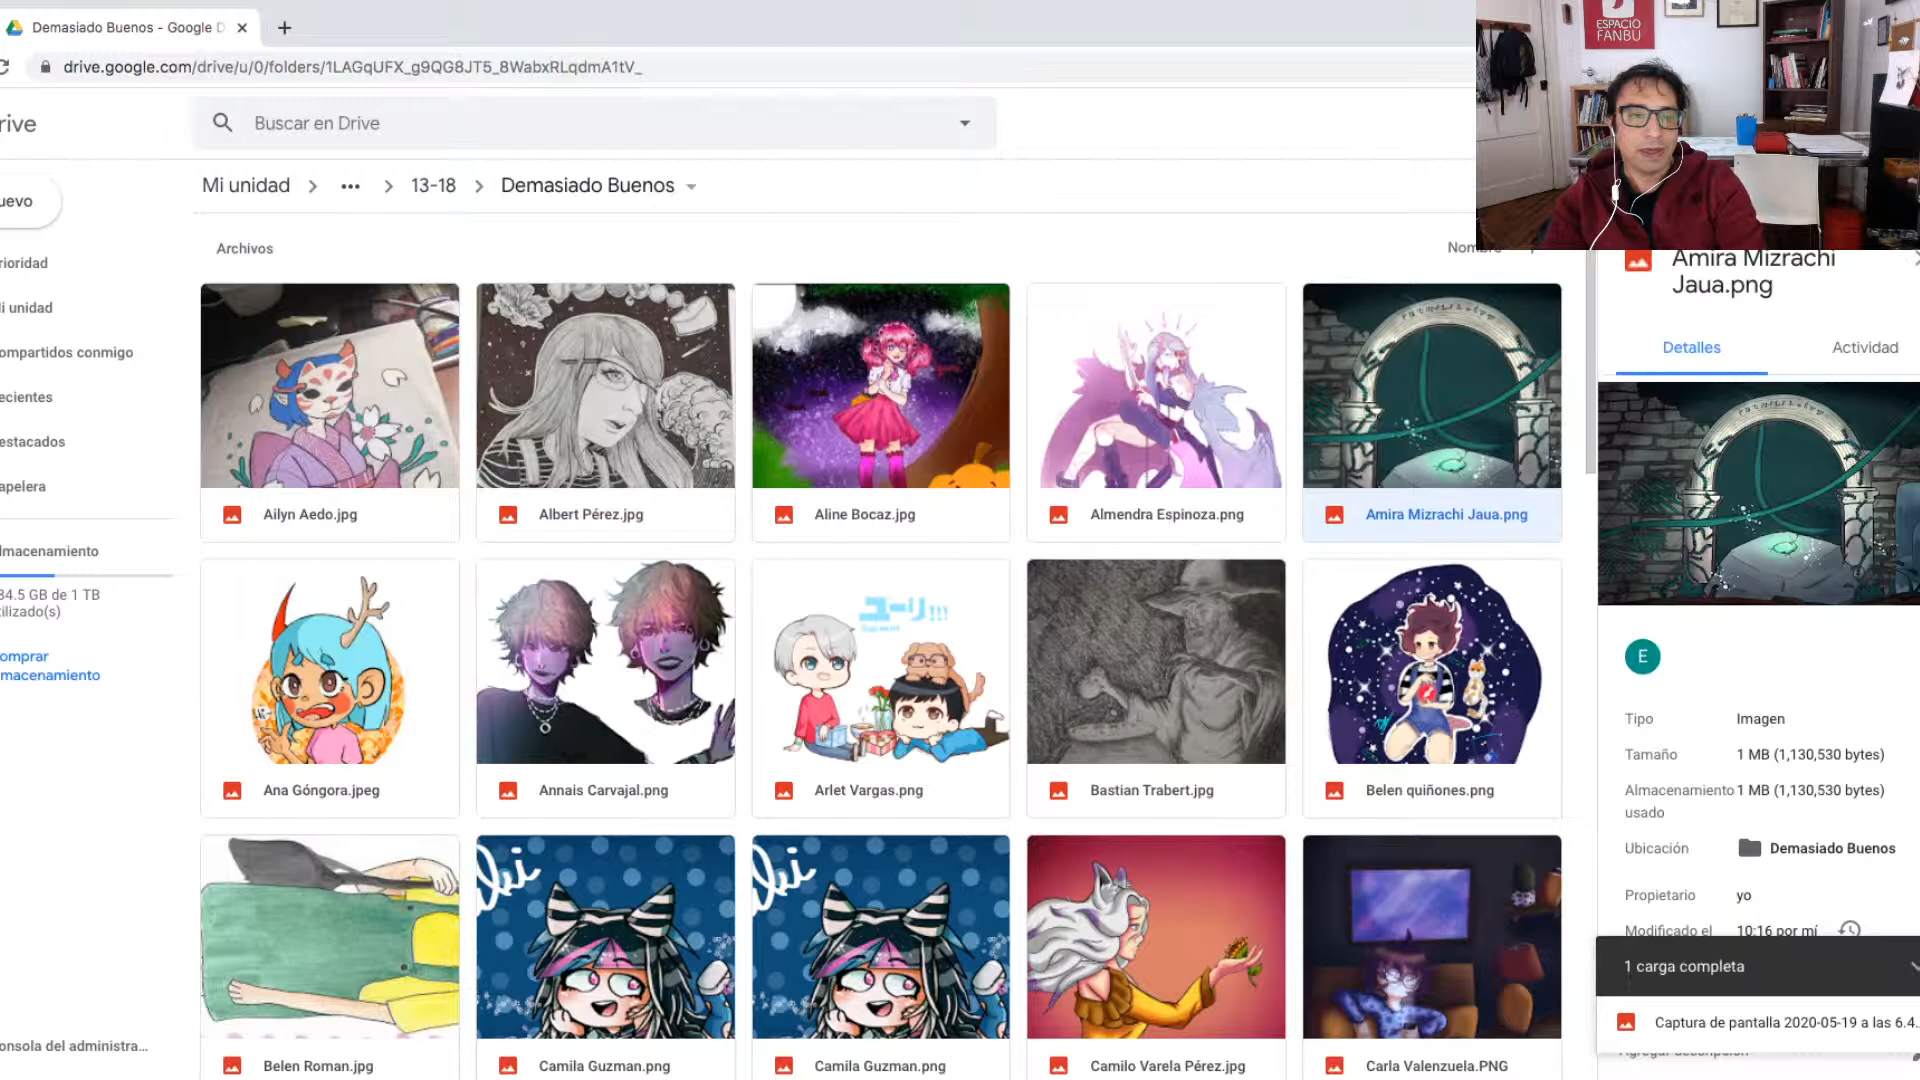 Demasiado Buenos - Google D
drive.google.com/drive/u/0/folders/1LAGqUFX_g9QG8JT5_8WabxRLqdmA1tV_
ESPACIO
FANBU
rive
Buscar en Drive
uevo
Mi unidad
13-18
Demasiado Buenos
rioridad
i unidad
ompartidos conmigo
ecientes
estacados
apelera
lmacenamiento
34.5 GB de 1 TB
tilizado(s)
omprar
macenamiento
onsola del administra...
Archivos
Nombre
Ailyn Aedo.jpg
Albert Pérez.jpg
Aline Bocaz.jpg
Almendra Espinoza.png
Amira Mizrachi Jaua.png
ユーリ!!!
Ana Góngora.jpeg
Annais Carvajal.png
Arlet Vargas.png
Bastian Trabert.jpg
Belen quiñones.png
Belen Roman.jpg
Camila Guzman.png
Camila Guzman.png
Camilo Varela Pérez.jpg
Carla Valenzuela.PNG
Amira Mizrachi
Jaua.png
Detalles
Actividad
E
Tipo
Imagen
Tamaño
1 MB (1,130,530 bytes)
Almacenamiento
usado
1 MB (1,130,530 bytes)
Ubicación
Demasiado Buenos
Propietario
yo
Modificado el
10:16 por mí
1 carga completa
Captura de pantalla 2020-05-19 a las 6.4...